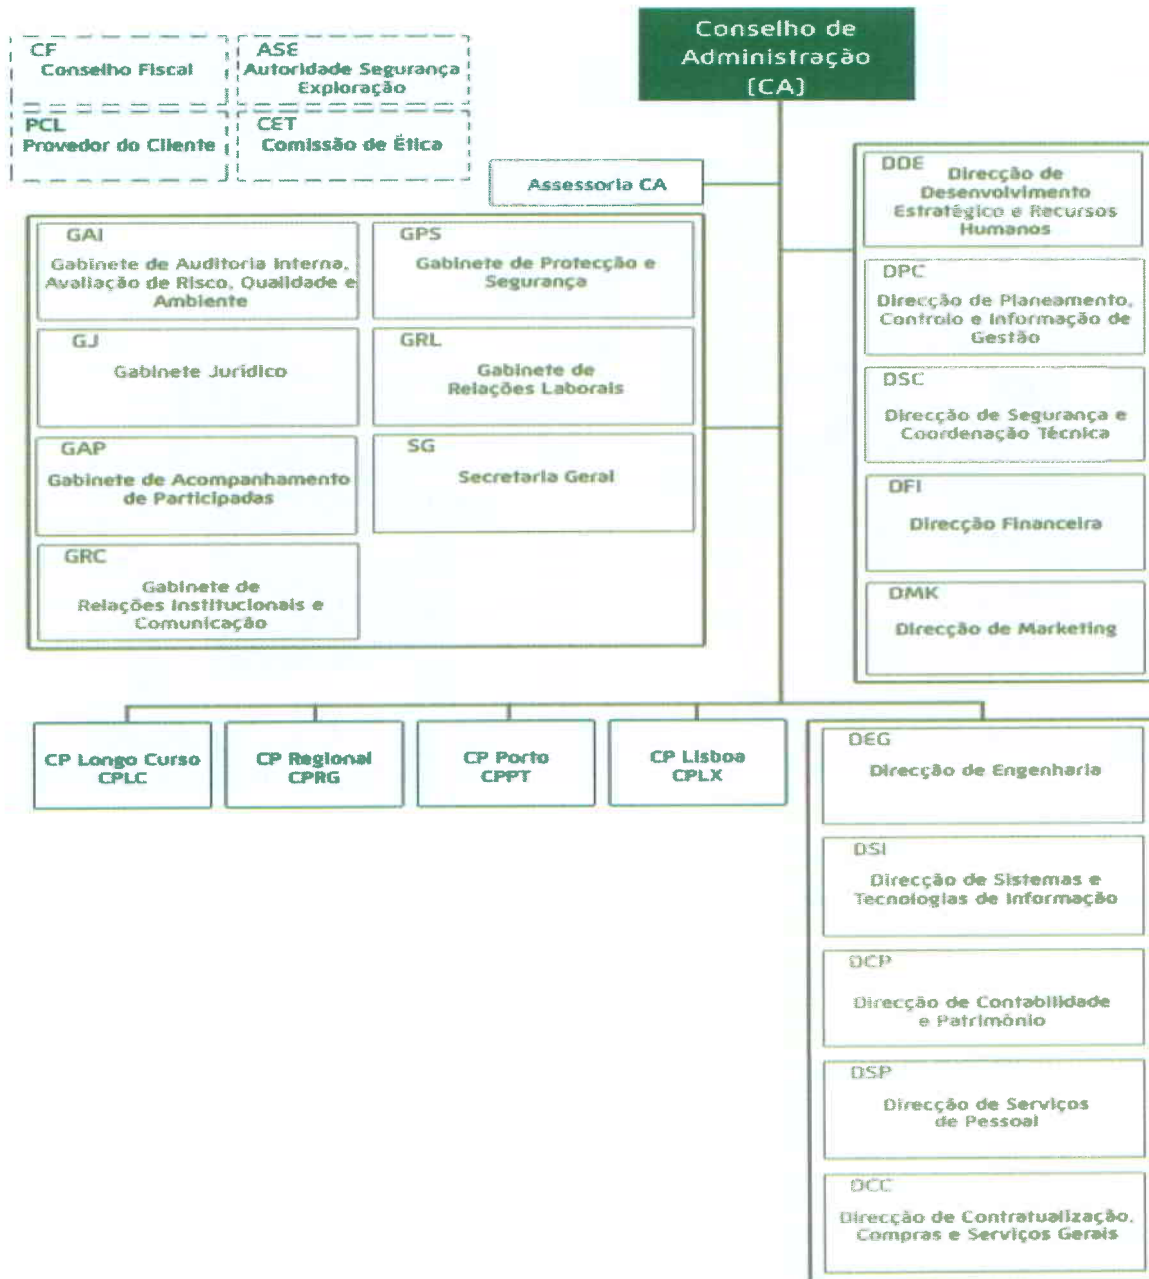 Conselho de
Administração
[CA]
CF
Conselho Fiscal
ASE
Autoridade Segurança
Exploração
PCL
Provedor do Cliente
CET
Comissão de Ética
Assessoria CA
GAI
Gabinete de Auditoria Interna,
Avaliação de Risco, Qualidade e
Ambiente
GPS
Gabinete de Protecção e
Segurança
GJ
Gabinete Jurídico
GRL
Gabinete de
Relações Laborais
GAP
Gabinete de Acompanhamento
de Participadas
SG
Secretaria Geral
GRC
Gabinete de
Relações Institucionais e
Comunicação
DDE
Direcção de
Desenvolvimento
Estratégico e Recursos
Humanos
DPC
Direcção de Planeamento,
Controlo e Informação de
Gestão
DSC
Direcção de Segurança e
Coordenação Técnica
DFI
Direcção Financeira
DMK
Direcção de Marketing
CP Longo Curso
CPLC
CP Regional
CPRG
CP Porto
CPPT
CP Lisboa
CPLX
DEG
Direcção de Engenharia
DSI
Direcção de Sistemas e
Tecnologias de Informação
DCP
Direcção de Contabilidade
e Património
DSP
Direcção de Serviços
de Pessoal
DCC
Direcção de Contratualização,
Compras e Serviços Gerais